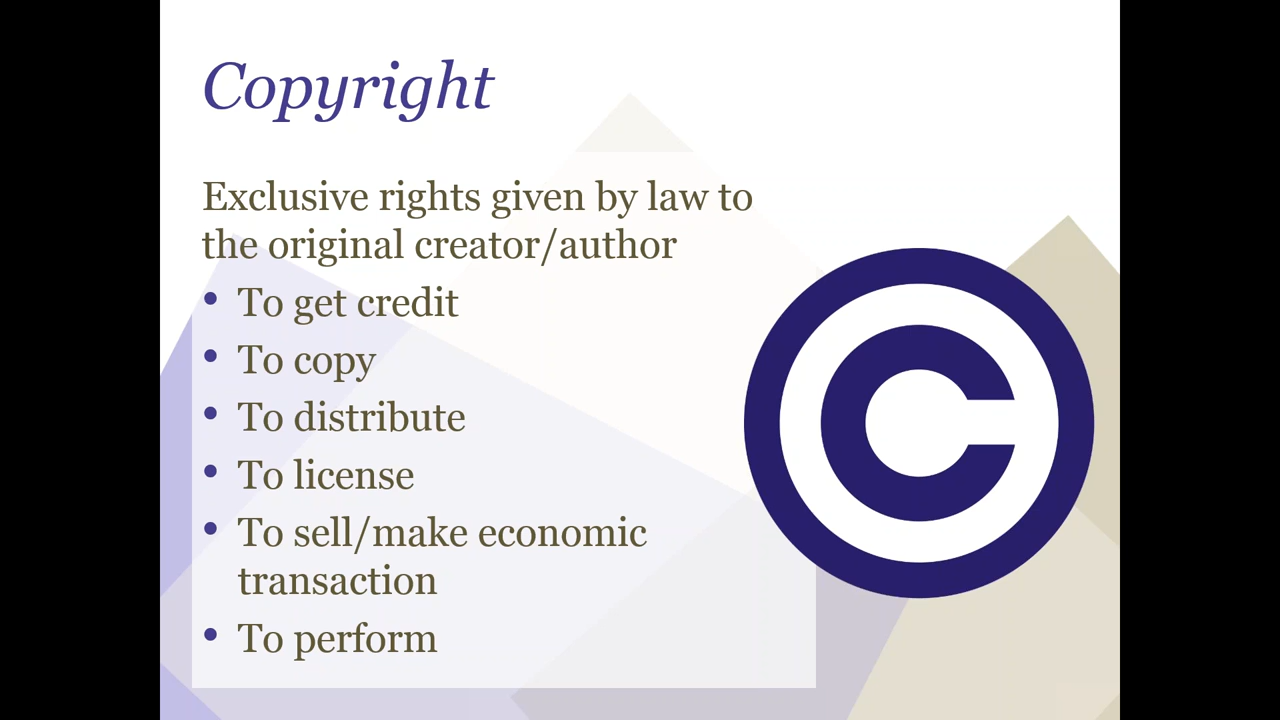 Copyright
Exclusive rights given by law to
the original creator/author
• To get credit
• To copy
• To distribute
• To license
• To sell/make economic
transaction
• To perform
©